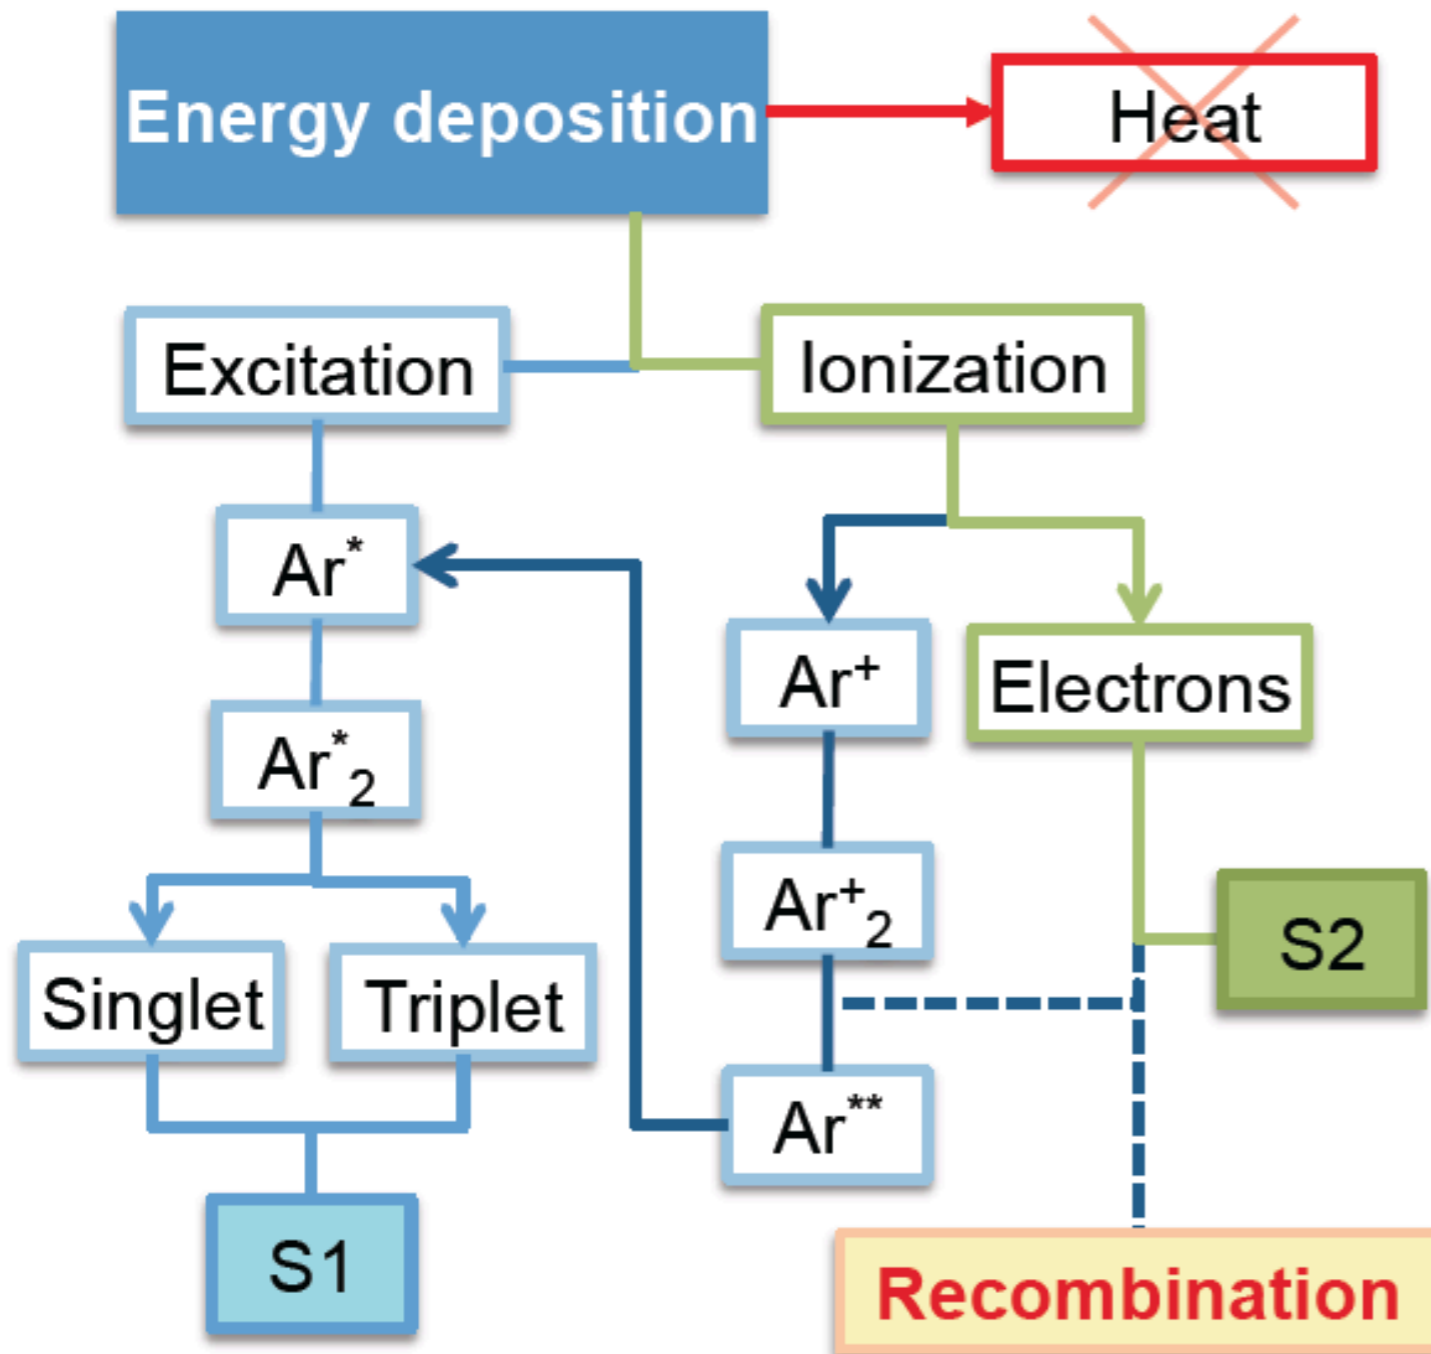 Energy deposition
Heat
Excitation
Ionization
Ar*
Ar+
Electrons
Ar*2
Ar+2
S2
Singlet
Triplet
Ar**
S1
Recombination